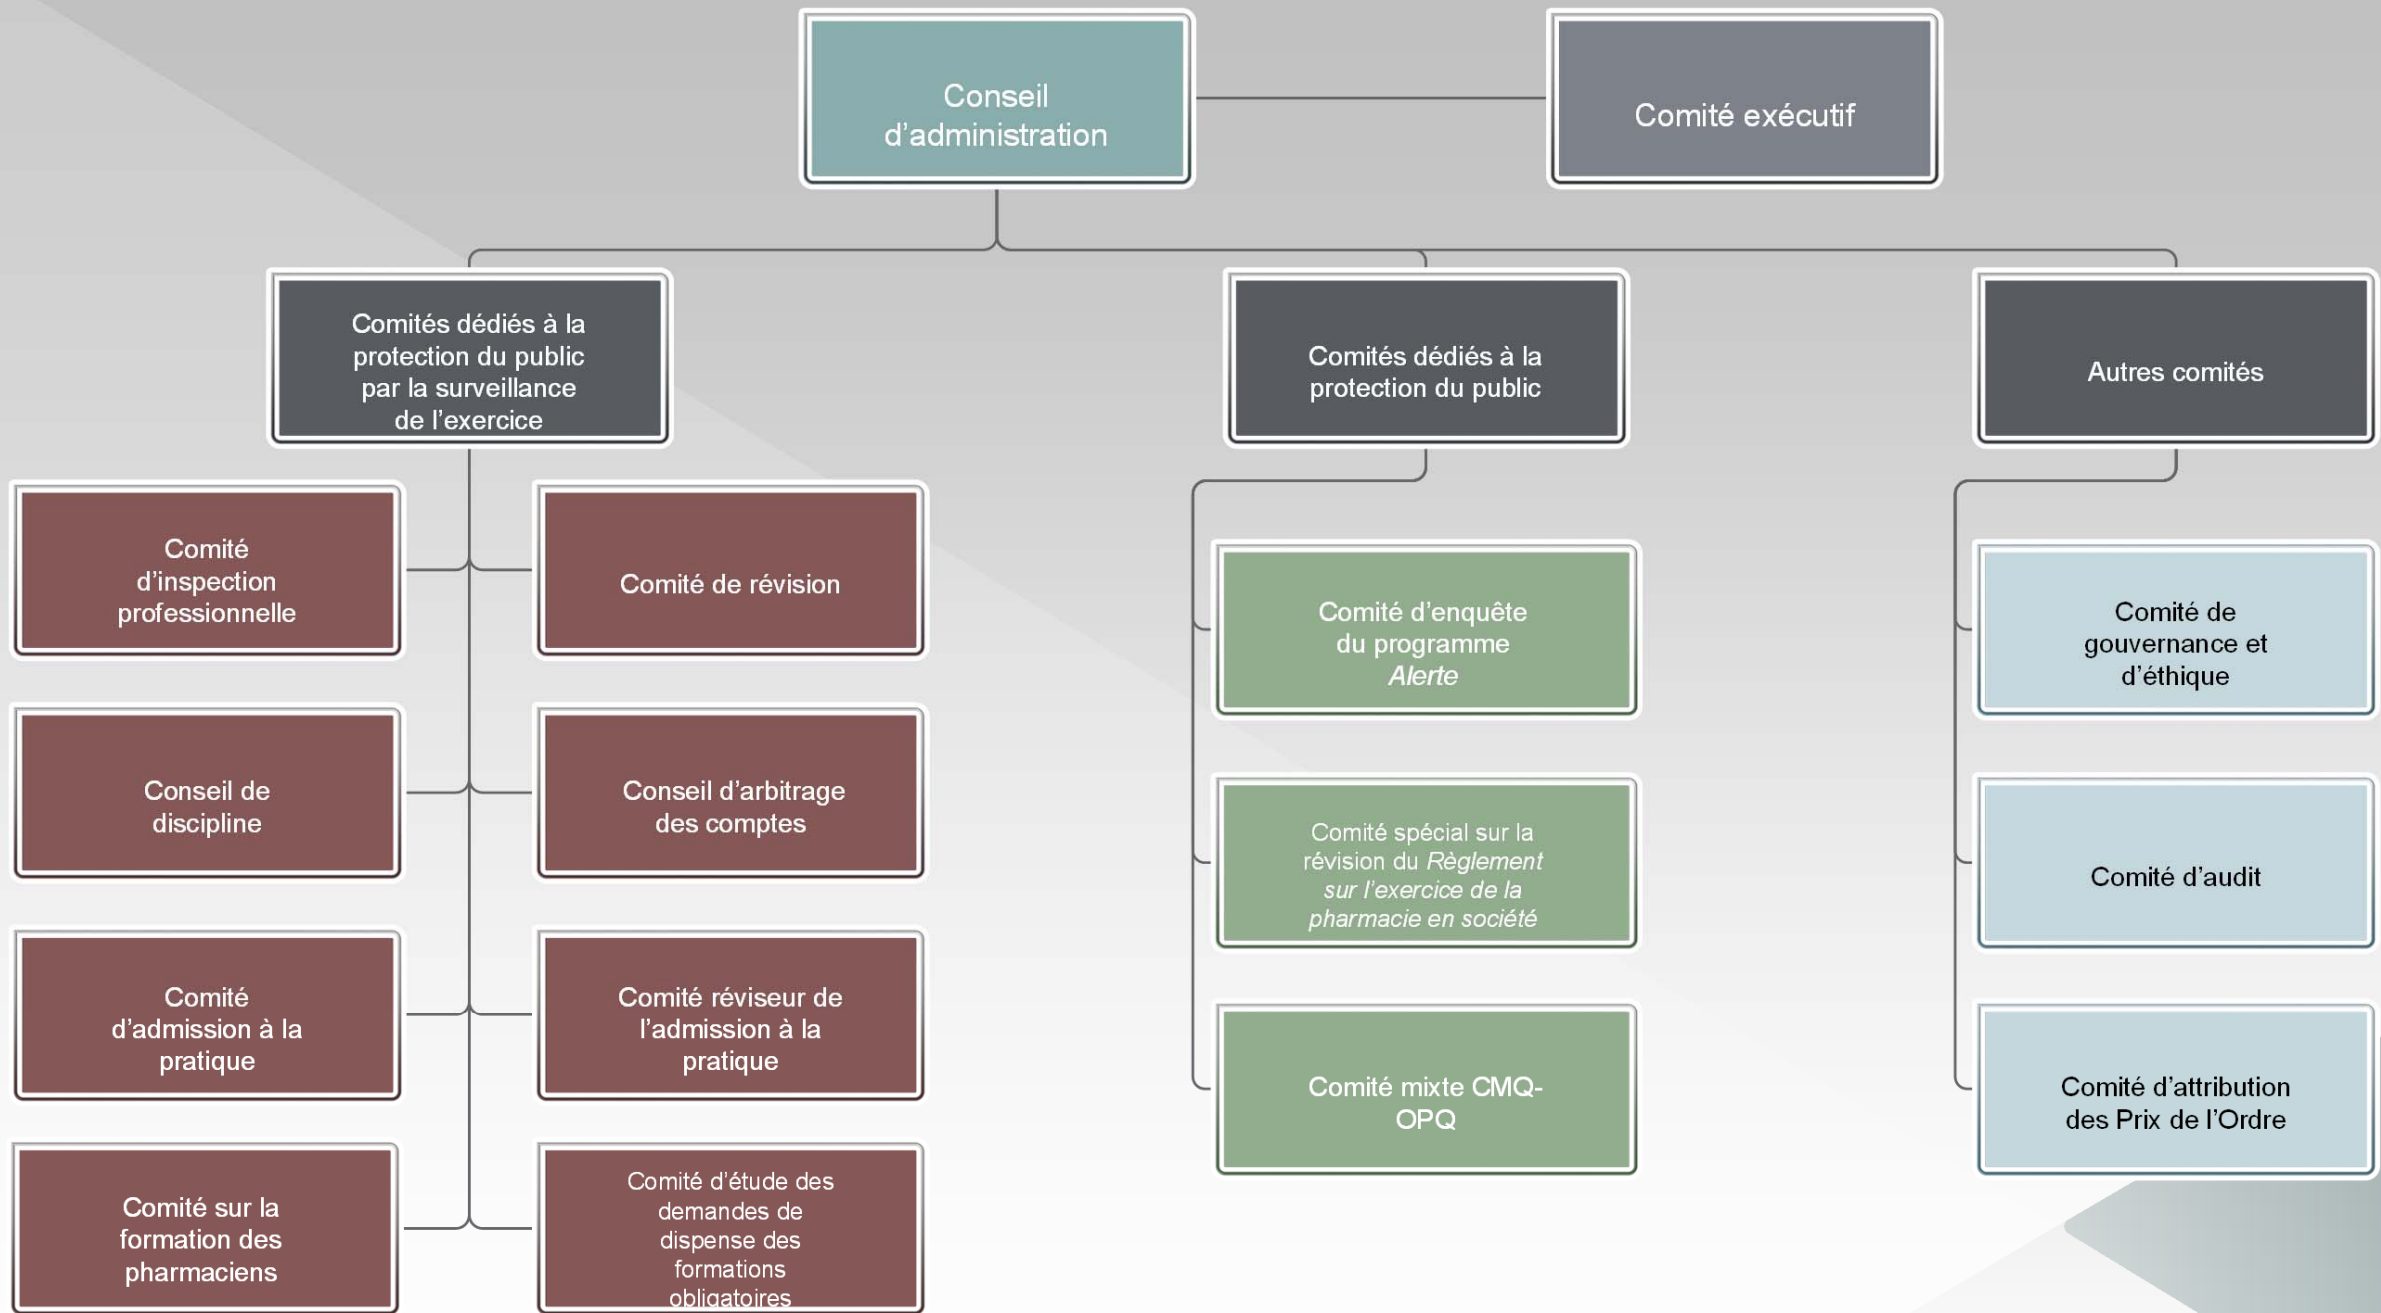 Conseil
d’administration
Comité exécutif
Comités dédiés à la
protection du public
par la surveillance
de l’exercice
Comités dédiés à la
protection du public
Autres comités
Comité
d’inspection
professionnelle
Comité de révision
Conseil de
discipline
Conseil d’arbitrage
des comptes
Comité
d’admission à la
pratique
Comité réviseur de
l’admission à la
pratique
Comité sur la
formation des
pharmaciens
Comité d’étude des
demandes de
dispense des
formations
obligatoires
Comité d’enquête
du programme
Alerte
Comité spécial sur la
révision du Règlement
sur l’exercice de la
pharmacie en société
Comité mixte CMQ-
OPQ
Comité de
gouvernance et
d’éthique
Comité d’audit
Comité d’attribution
des Prix de l’Ordre